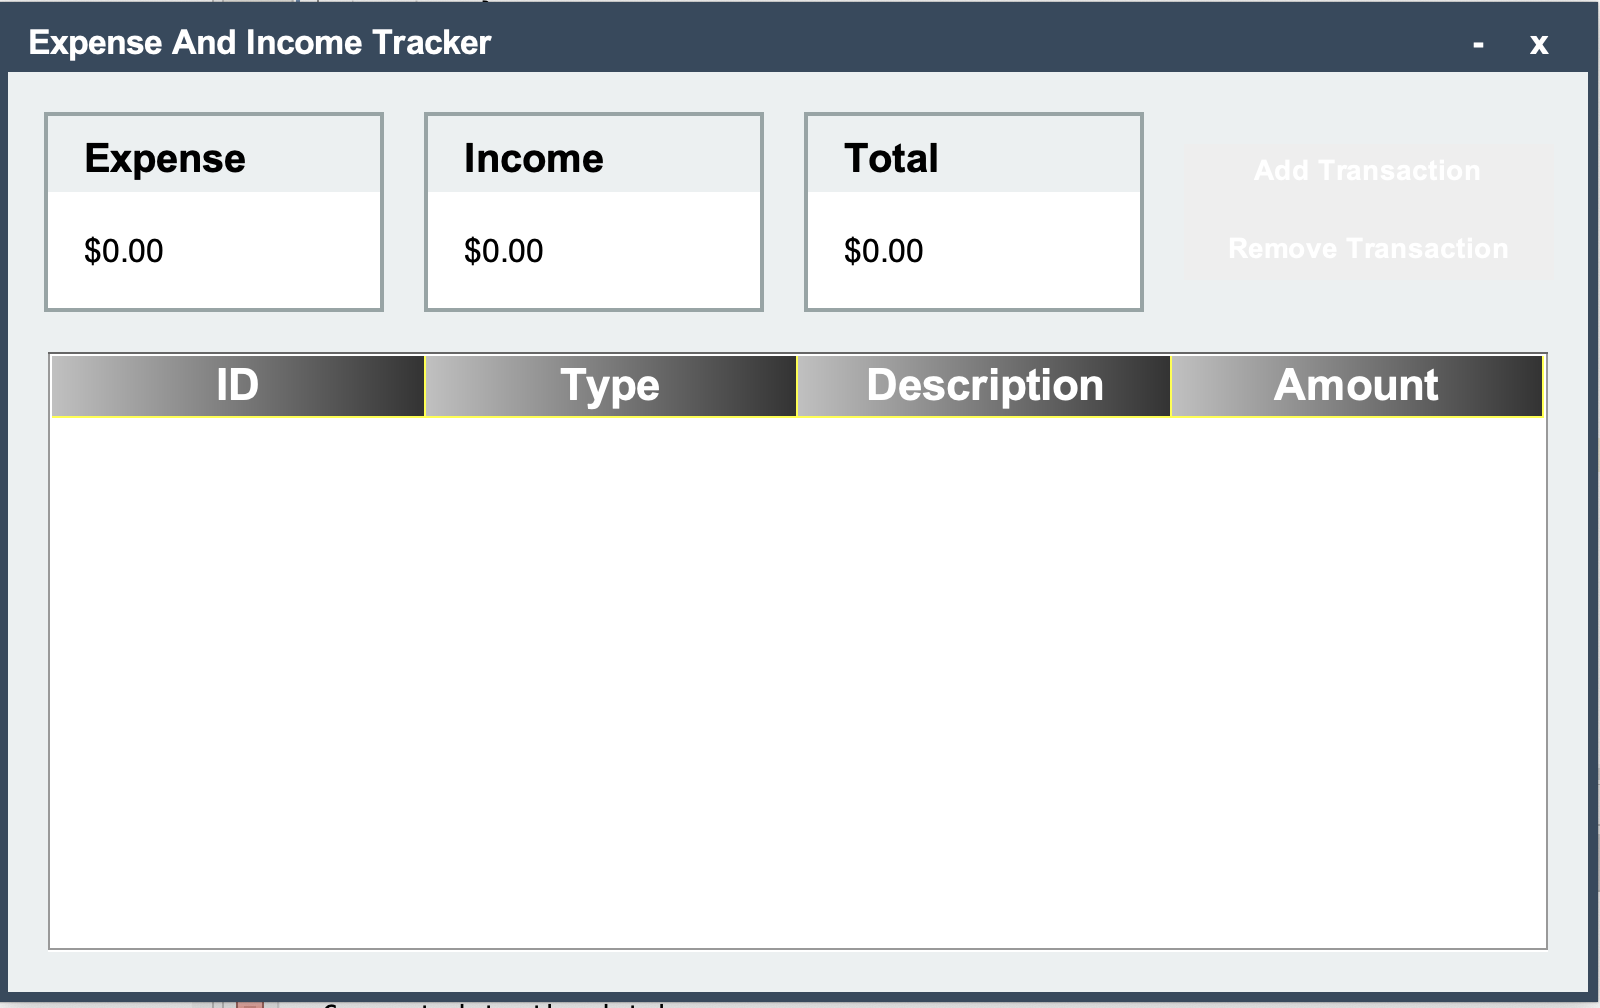 Expense And Income Tracker
- x
Expense Income Total
Add Transaction
$0.00 $0.00 $0.00
Remove Transaction
ID Type Description Amount